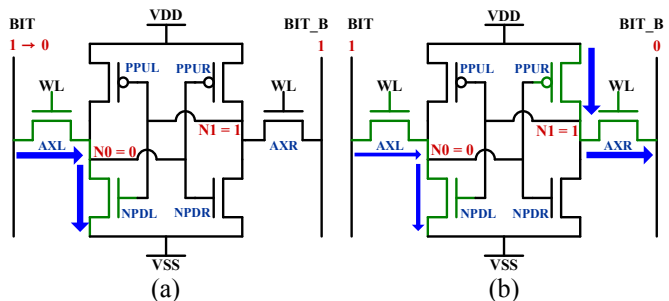 BIT VDD BIT_B
1 → 0 1
PPUL PPUR
WL WL
N1 = 1
AXL N0 = 0 AXR
NPDL NPDR
VSS
(a)
BIT VDD BIT_B
1 0
PPUL PPUR
WL WL
N1 = 1
AXL N0 = 0 AXR
NPDL NPDR
VSS
(b)